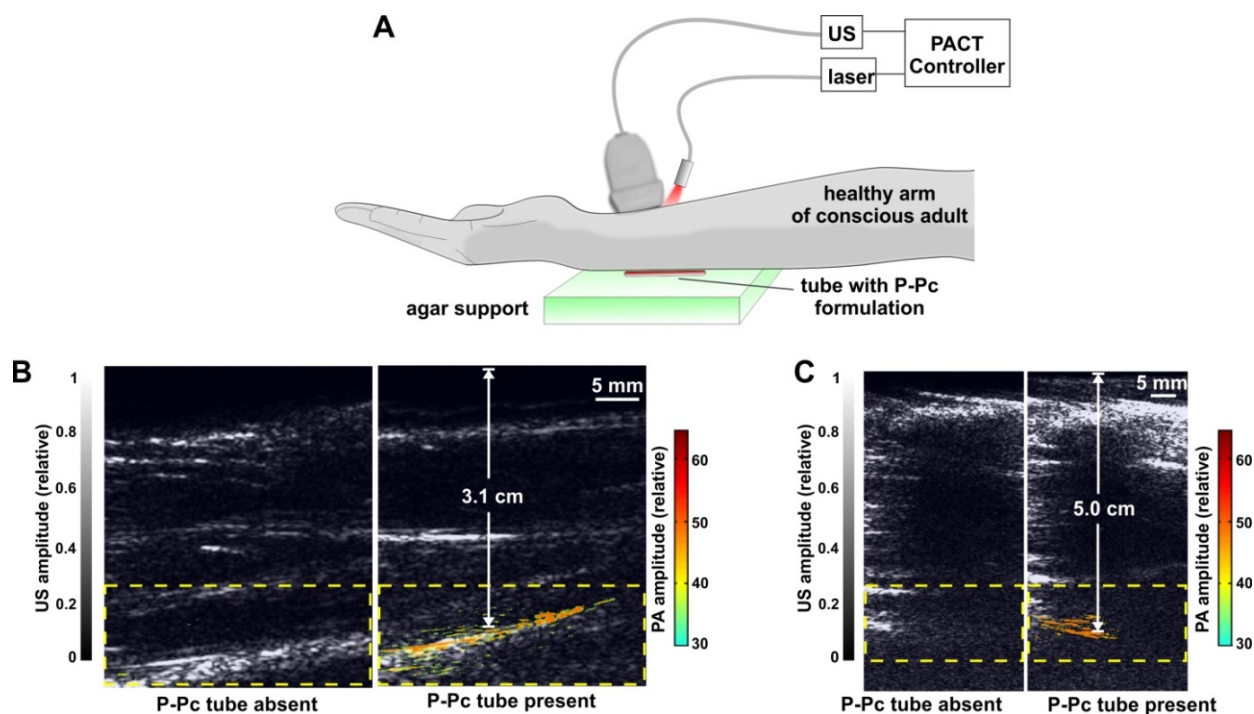 A
US
PACT
Controller
laser
healthy arm
of conscious adult
agar support
tube with P-Pc
formulation
B
US amplitude (relative)
1
0.8
0.6
0.4
0.2
0
5 mm
3.1 cm
PA amplitude (relative)
60
50
40
30
P-Pc tube absent
P-Pc tube present
C
US amplitude (relative)
1
0.8
0.6
0.4
0.2
0
5 mm
5.0 cm
PA amplitude (relative)
60
50
40
30
P-Pc tube absent
P-Pc tube present